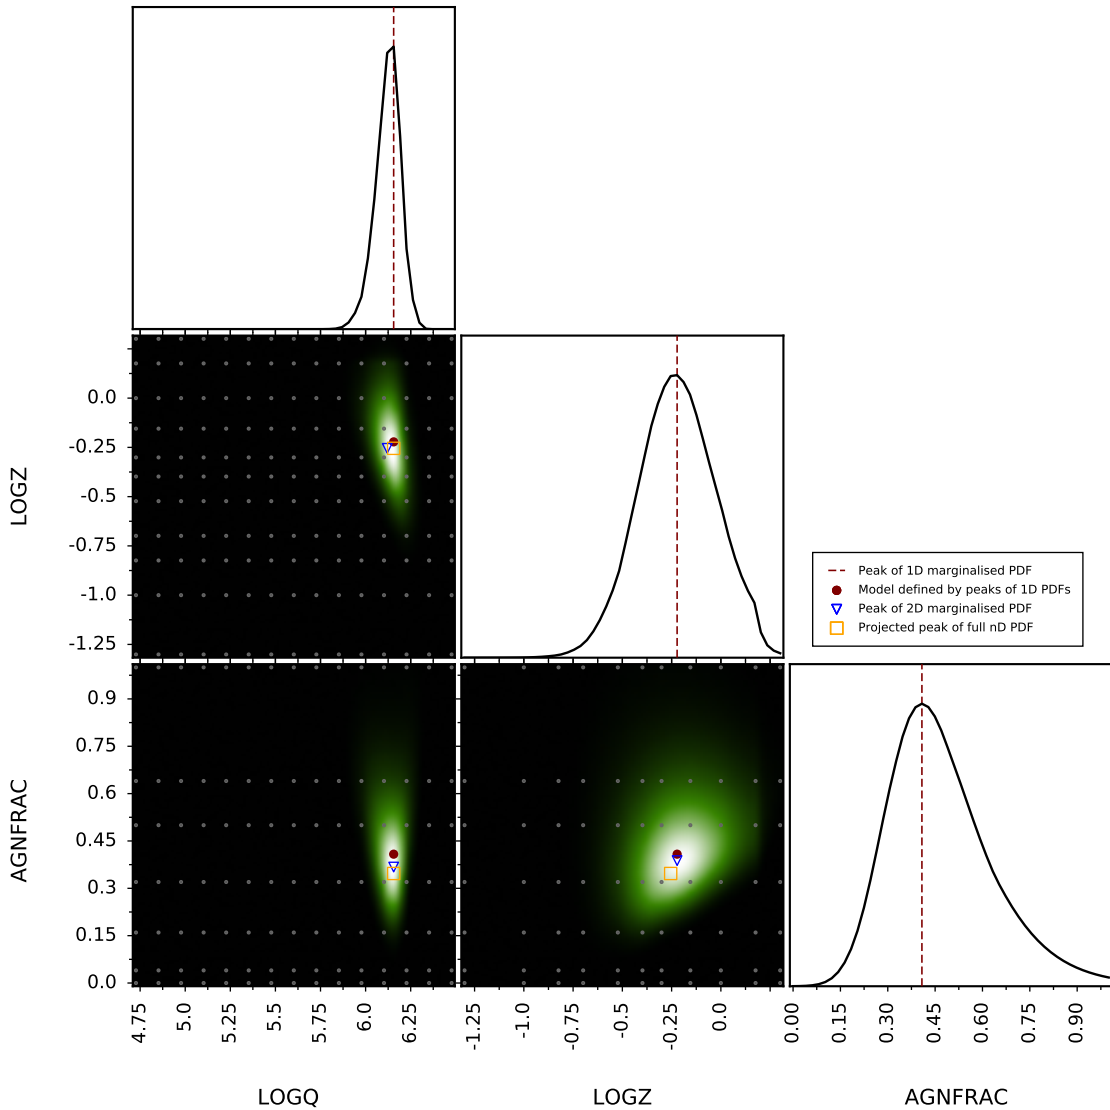 0.0
-0.25
-0.5
-0.75
-1.0
-1.25
LOGZ
Peak of 1D marginalised PDF
Model defined by peaks of 1D PDFs
Peak of 2D marginalised PDF
Projected peak of full nD PDF
0.9
0.75
0.6
0.45
0.3
0.15
0.0
AGNFRAC
4.75 5.0 5.25 5.5 5.75 6.0 6.25
-1.25 -1.0 -0.75 -0.5 -0.25 0.0
0.00 0.15 0.30 0.45 0.60 0.75 0.90
LOGQ LOGZ AGNFRAC